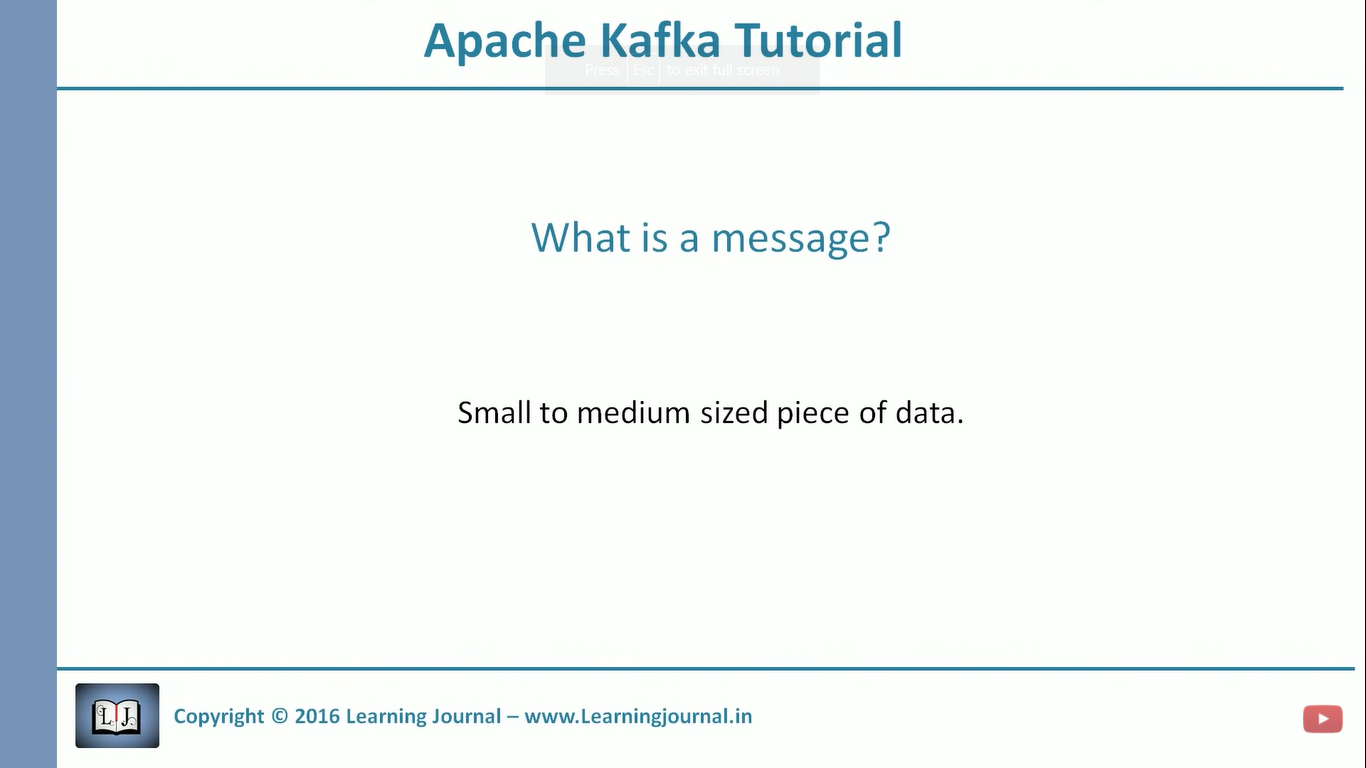 Apache Kafka Tutorial
Press Esc to exit full screen
What is a message?
Small to medium sized piece of data.
LJ
Copyright © 2016 Learning Journal – www.Learningjournal.in